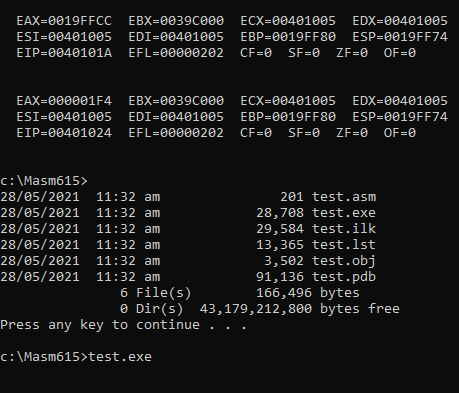 EAX=0019FFCC  EBX=0039C000  ECX=00401005  EDX=00401005
ESI=00401005  EDI=00401005  EBP=0019FF80  ESP=0019FF74
EIP=0040101A  EFL=00000202  CF=0  SF=0  ZF=0  OF=0
EAX=000001F4  EBX=0039C000  ECX=00401005  EDX=00401005
ESI=00401005  EDI=00401005  EBP=0019FF80  ESP=0019FF74
EIP=00401024  EFL=00000202  CF=0  SF=0  ZF=0  OF=0
c:\Masm615>
28/05/2021  11:32 am               201 test.asm
28/05/2021  11:32 am            28,708 test.exe
28/05/2021  11:32 am            29,584 test.ilk
28/05/2021  11:32 am            13,365 test.lst
28/05/2021  11:32 am             3,502 test.obj
28/05/2021  11:32 am            91,136 test.pdb
6 File(s)        166,496 bytes
0 Dir(s)  43,179,212,800 bytes free
Press any key to continue . . .
c:\Masm615>test.exe